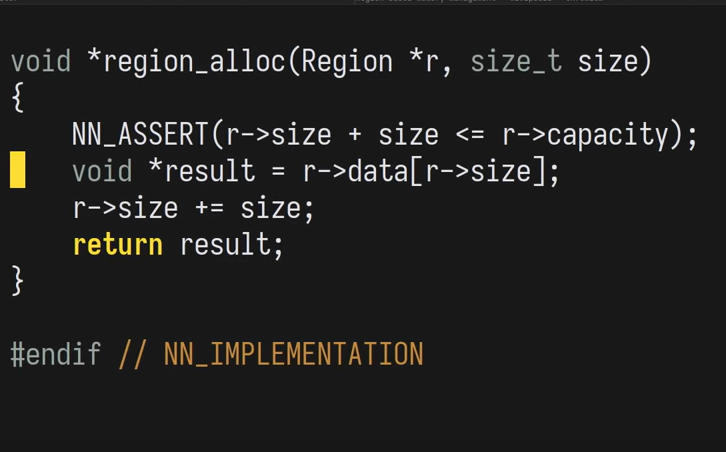 void *region_alloc(Region *r, size_t size)
{
    NN_ASSERT(r->size + size <= r->capacity);
    void *result = r->data[r->size];
    r->size += size;
    return result;
}
#endif // NN_IMPLEMENTATION